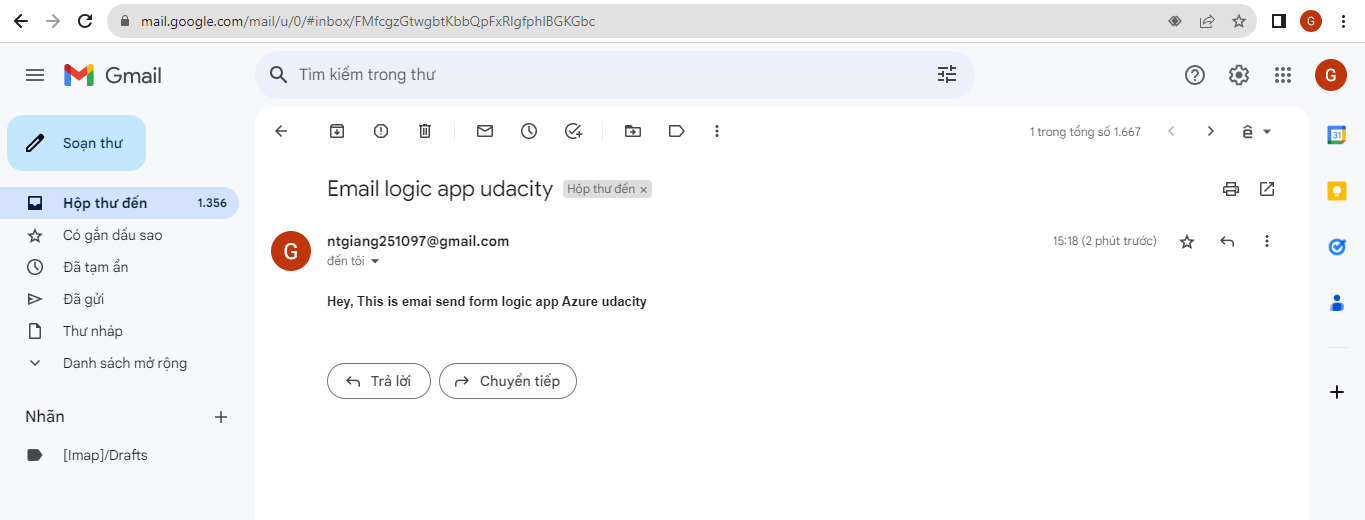 mail.google.com/mail/u/0/#inbox/FMfcgzGtwgbtKbbQpFxRlgfphlBGKGbc
G
Gmail
Tìm kiếm trong thư
G
Soạn thư
1 trong tổng số 1.667
31
Email logic app udacity
Hộp thư đến ×
Hộp thư đến
1.356
Có gắn dấu sao
Đã tạm ẩn
Đã gửi
Thư nháp
Danh sách mở rộng
Nhãn
[Imap]/Drafts
G
ntgiang251097@gmail.com
15:18 (2 phút trước)
đến tôi
Hey, This is emai send form logic app Azure udacity
Trả lời
Chuyển tiếp